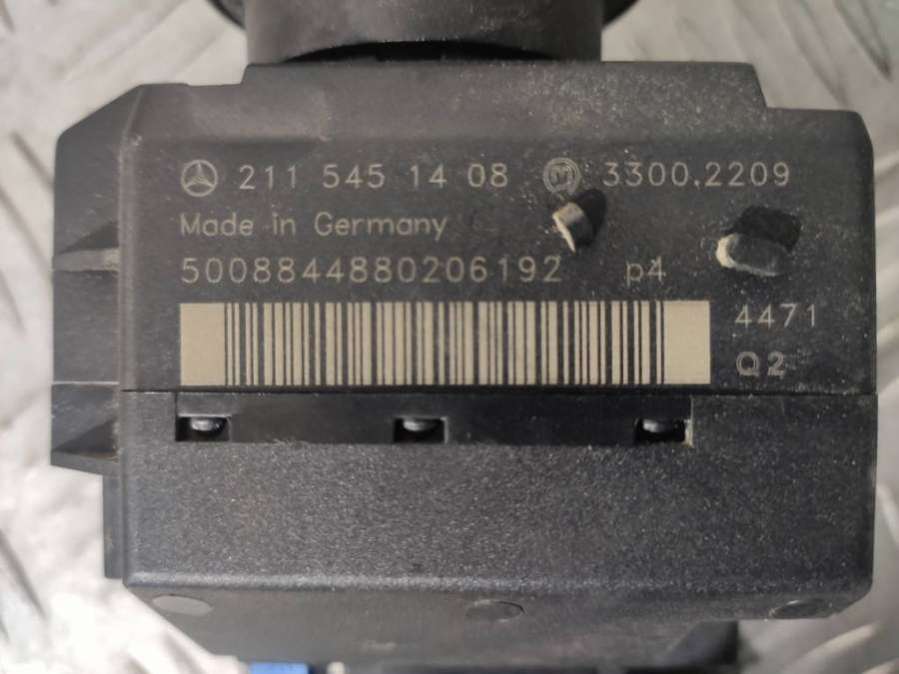 211 545 14 08 M 3300.2209
Made in Germany
5008844880206192 p4
4471
Q2